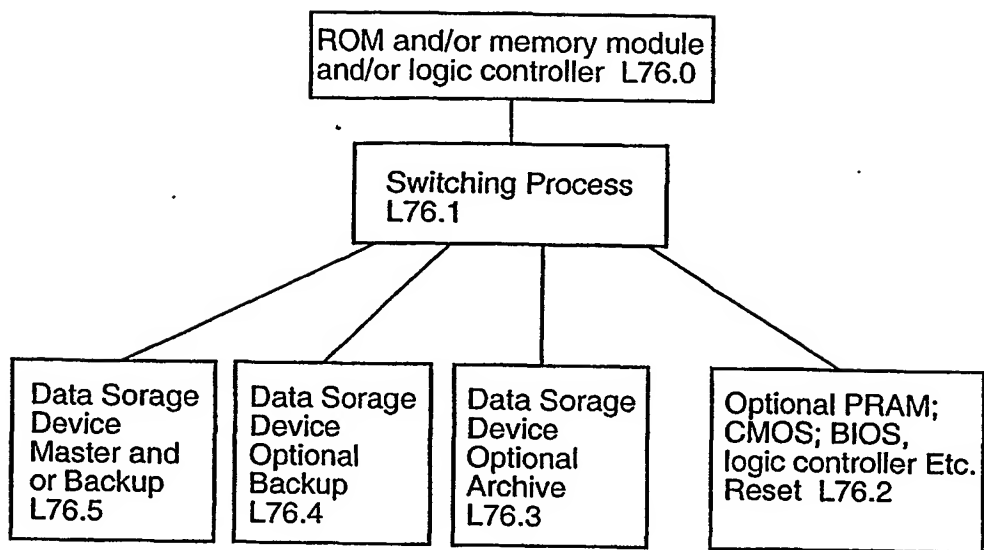 ROM and/or memory module
and/or logic controller L76.0
Switching Process
L76.1
Data Sorage
Device
Master and
or Backup
L76.5
Data Sorage
Device
Optional
Backup
L76.4
Data Sorage
Device
Optional
Archive
L76.3
Optional PRAM;
CMOS; BIOS,
logic controller Etc.
Reset L76.2